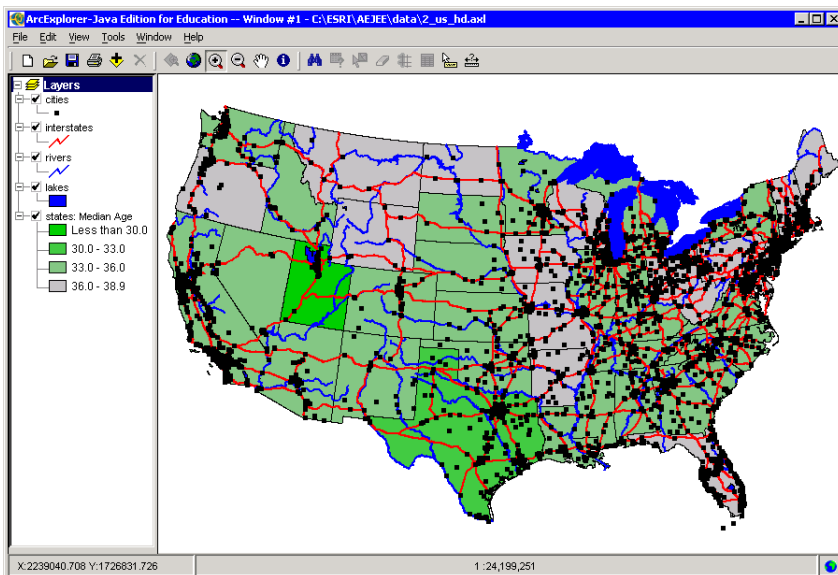 ArcExplorer-Java Edition for Education -- Window #1 - C:\ESRI\AEJEE\data\2_us_hd.axl
File Edit View Tools Window Help
Layers
cities
interstates
rivers
lakes
states: Median Age
Less than 30.0
30.0 - 33.0
33.0 - 36.0
36.0 - 38.9
X:2239040.708 Y:1726831.726
1 :24,199,251